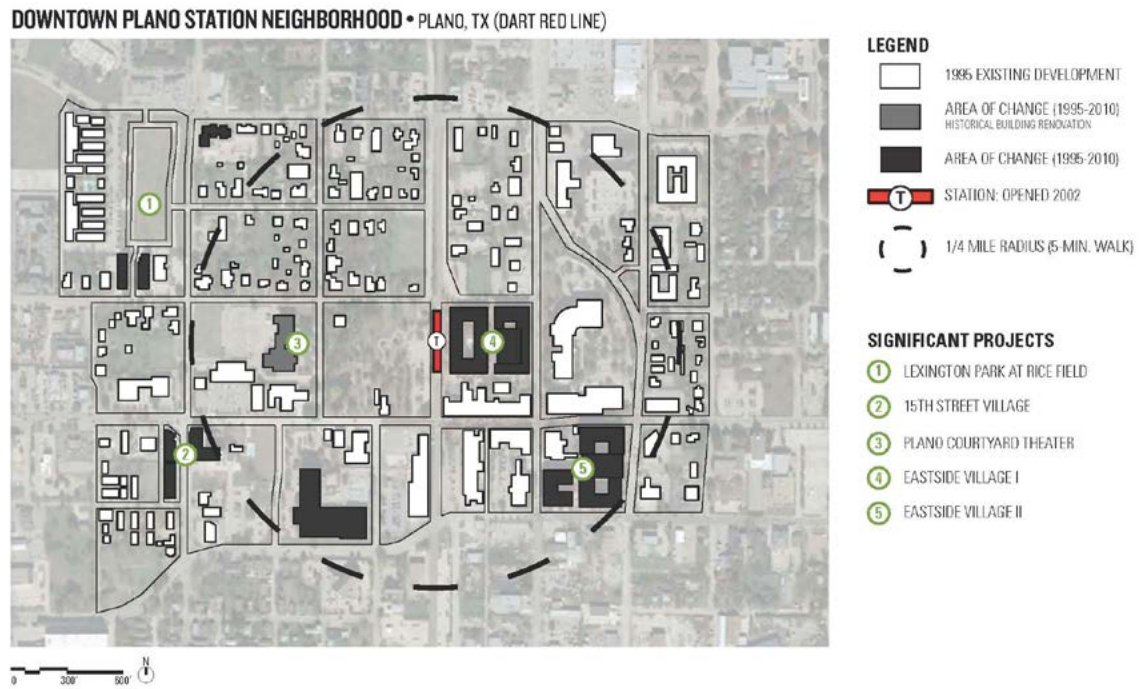 DOWNTOWN PLANO STATION NEIGHBORHOOD • PLANO, TX (DART RED LINE)
LEGEND
1995 EXISTING DEVELOPMENT
AREA OF CHANGE (1995-2010)
HISTORICAL BUILDING RENOVATION
AREA OF CHANGE (1995-2010)
T STATION: OPENED 2002
1/4 MILE RADIUS (5-MIN. WALK)
SIGNIFICANT PROJECTS
1 LEXINGTON PARK AT RICE FIELD
2 15TH STREET VILLAGE
3 PLANO COURTYARD THEATER
4 EASTSIDE VILLAGE I
5 EASTSIDE VILLAGE II
1
3
T
4
2
5
0 300' 600'
N